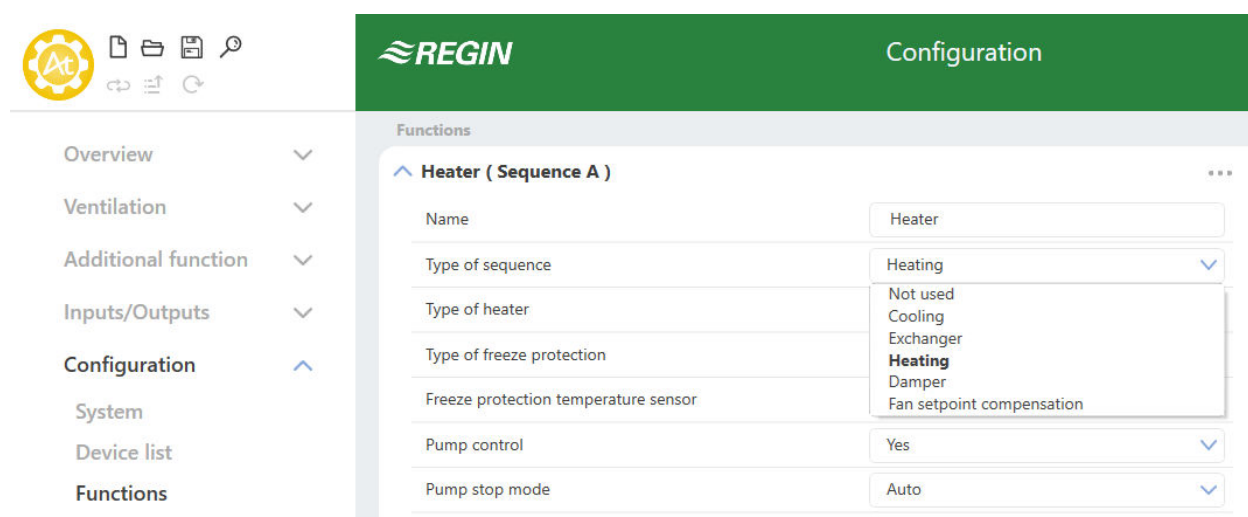 At
REGIN
Configuration
Overview
Ventilation
Additional function
Inputs/Outputs
Configuration
System
Device list
Functions
Functions
Heater ( Sequence A )
Name Heater
Type of sequence Heating
Not used
Cooling
Exchanger
Heating
Damper
Fan setpoint compensation
Type of heater
Type of freeze protection
Freeze protection temperature sensor
Pump control Yes
Pump stop mode Auto